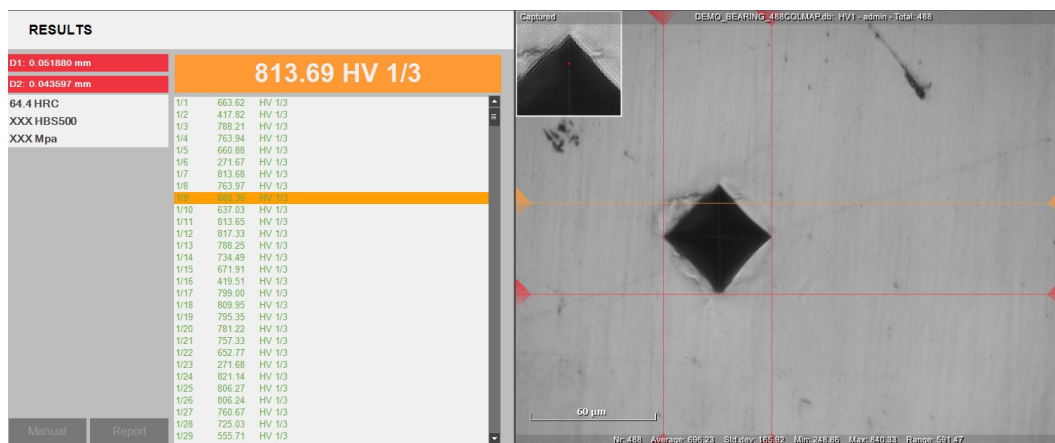 RESULTS
D1: 0.051880 mm
D2: 0.043597 mm
813.69 HV 1/3
64.4 HRC
XXX HBS500
XXX Mpa
1/1 663.62 HV 1/3
1/2 417.82 HV 1/3
1/3 788.21 HV 1/3
1/4 763.94 HV 1/3
1/5 660.88 HV 1/3
1/6 271.67 HV 1/3
1/7 813.68 HV 1/3
1/8 763.97 HV 1/3
1/9 680.36 HV 1/3
1/10 637.03 HV 1/3
1/11 813.65 HV 1/3
1/12 817.33 HV 1/3
1/13 788.25 HV 1/3
1/14 734.49 HV 1/3
1/15 671.91 HV 1/3
1/16 419.51 HV 1/3
1/17 799.00 HV 1/3
1/18 809.95 HV 1/3
1/19 795.35 HV 1/3
1/20 781.22 HV 1/3
1/21 757.33 HV 1/3
1/22 652.77 HV 1/3
1/23 271.68 HV 1/3
1/24 821.14 HV 1/3
1/25 806.27 HV 1/3
1/26 806.24 HV 1/3
1/27 760.67 HV 1/3
1/28 725.03 HV 1/3
1/29 555.71 HV 1/3
Manual Report
Captured
DEMO_BEARING_488COLMAP.db: HV1 - admin - Total: 488
60 µm
Nr: 488 Average: 696.23 Std.dev: 165.92 Min: 248.86 Max: 840.33 Range: 591.47